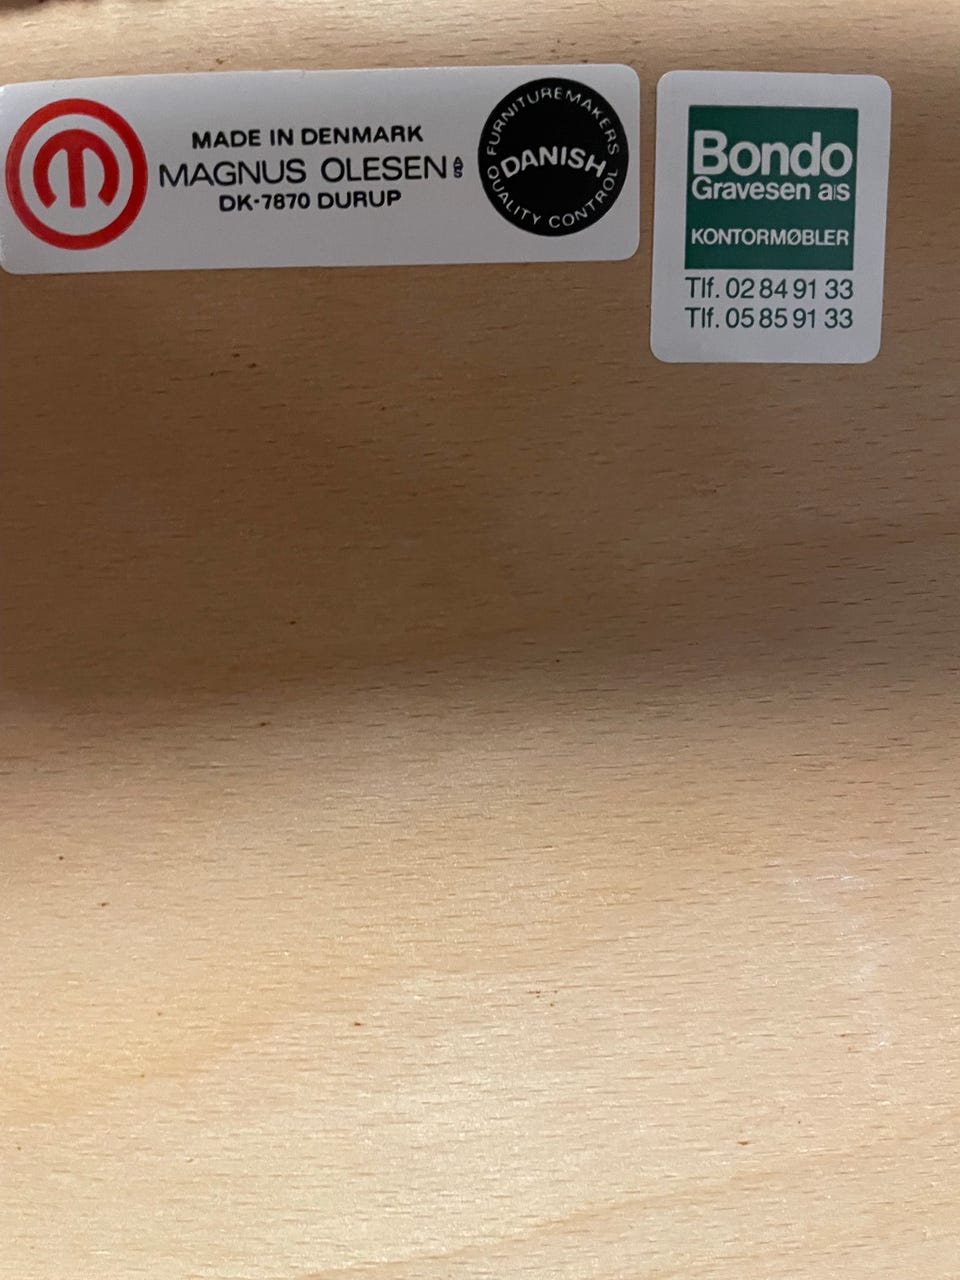 MADE IN DENMARK
MAGNUS OLESEN A/S
DK-7870 DURUP
FURNITUREMAKERS
DANISH
QUALITY CONTROL
Bondo
Gravesen a/s
KONTORMØBLER
Tlf. 02 84 91 33
Tlf. 05 85 91 33